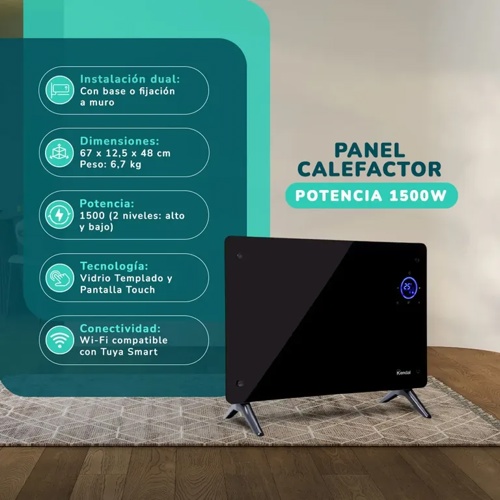 Instalación dual:
Con base o fijación
a muro
Dimensiones:
67 x 12,5 x 48 cm
Peso: 6,7 kg
Potencia:
1500 (2 niveles: alto
y bajo)
Tecnología:
Vidrio Templado y
Pantalla Touch
Conectividad:
Wi-Fi compatible
con Tuya Smart
PANEL
CALEFACTOR
POTENCIA 1500W
25